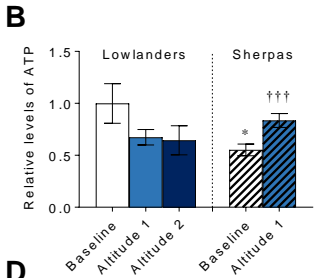 B
Relative levels of ATP
1.5
1.0
0.5
0.0
Lowlanders
Sherpas
*
†††
Baseline
Altitude 1
Altitude 2
Baseline
Altitude 1
D